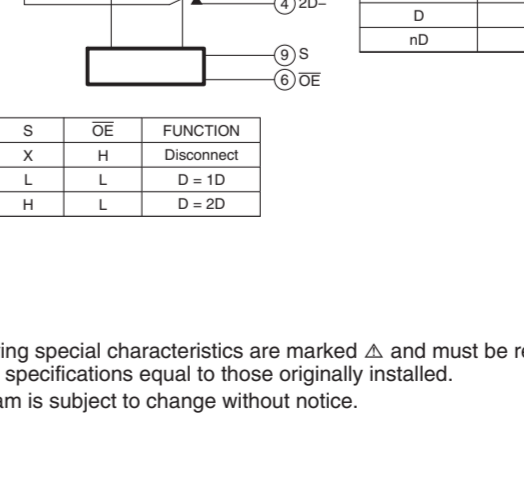 4 2D–
D
nD
9 S
6 OE
S OE FUNCTION
X H Disconnect
L L D = 1D
H L D = 2D
ing special characteristics are marked ⚠ and must be re
specifications equal to those originally installed.
am is subject to change without notice.